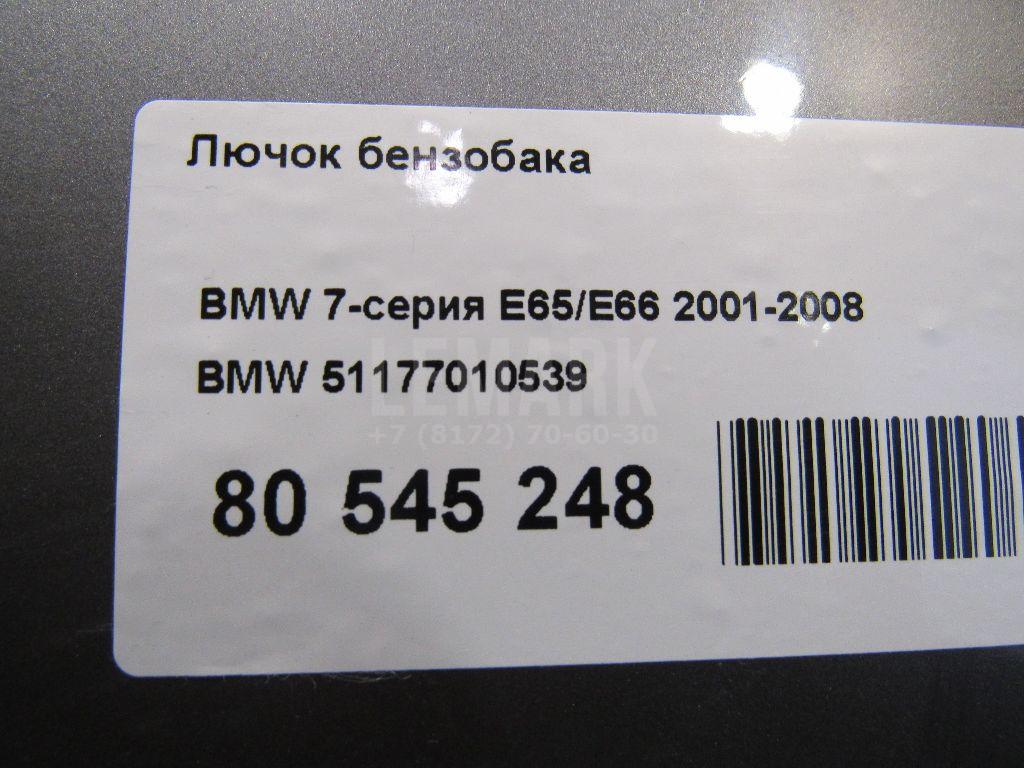 Лючок бензобака
BMW 7-серия E65/E66 2001-2008
LEMARK
BMW 51177010539
+7 (8172) 70-60-30
80 545 248